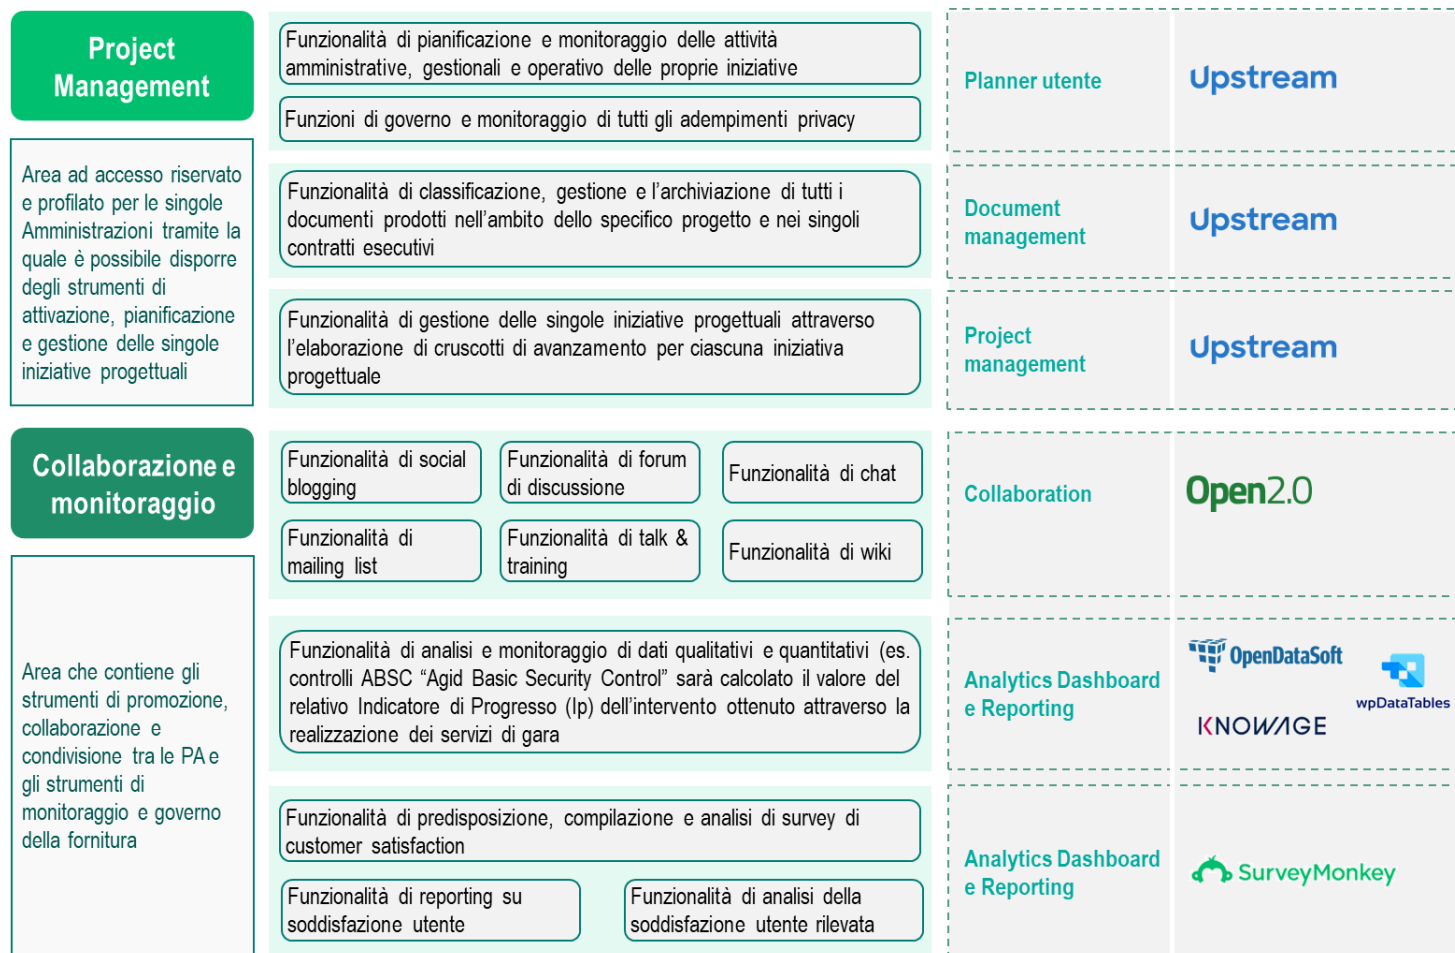 Project
Management
Area ad accesso riservato
e profilato per le singole
Amministrazioni tramite la
quale è possibile disporre
degli strumenti di
attivazione, pianificazione
e gestione delle singole
iniziative progettuali
Funzionalità di pianificazione e monitoraggio delle attività
amministrative, gestionali e operativo delle proprie iniziative
Funzioni di governo e monitoraggio di tutti gli adempimenti privacy
Planner utente
Upstream
Funzionalità di classificazione, gestione e l'archiviazione di tutti i
documenti prodotti nell'ambito dello specifico progetto e nei singoli
contratti esecutivi
Document
management
Upstream
Funzionalità di gestione delle singole iniziative progettuali attraverso
l'elaborazione di cruscotti di avanzamento per ciascuna iniziativa
progettuale
Project
management
Upstream
Collaborazione e
monitoraggio
Area che contiene gli
strumenti di promozione,
collaborazione e
condivisione tra le PA e
gli strumenti di
monitoraggio e governo
della fornitura
Funzionalità di social
blogging
Funzionalità di forum
di discussione
Funzionalità di chat
Funzionalità di
mailing list
Funzionalità di talk &
training
Funzionalità di wiki
Collaboration
Open2.0
Funzionalità di analisi e monitoraggio di dati qualitativi e quantitativi (es.
controlli ABSC “Agid Basic Security Control” sarà calcolato il valore del
relativo Indicatore di Progresso (Ip) dell'intervento ottenuto attraverso la
realizzazione dei servizi di gara
Analytics Dashboard
e Reporting
OpenDataSoft
wpDataTables
KNOWAGE
Funzionalità di predisposizione, compilazione e analisi di survey di
customer satisfaction
Funzionalità di reporting su
soddisfazione utente
Funzionalità di analisi della
soddisfazione utente rilevata
Analytics Dashboard
e Reporting
SurveyMonkey